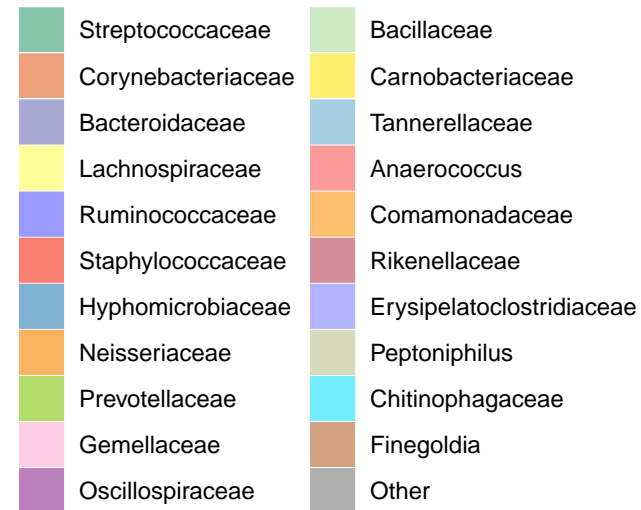 Streptococcaceae
Corynebacteriaceae
Bacteroidaceae
Lachnospiraceae
Ruminococcaceae
Staphylococcaceae
Hyphomicrobiaceae
Neisseriaceae
Prevotellaceae
Gemellaceae
Oscillospiraceae
Bacillaceae
Carnobacteriaceae
Tannerellaceae
Anaerococcus
Comamonadaceae
Rikenellaceae
Erysipelatoclostridiaceae
Peptoniphilus
Chitinophagaceae
Finegoldia
Other